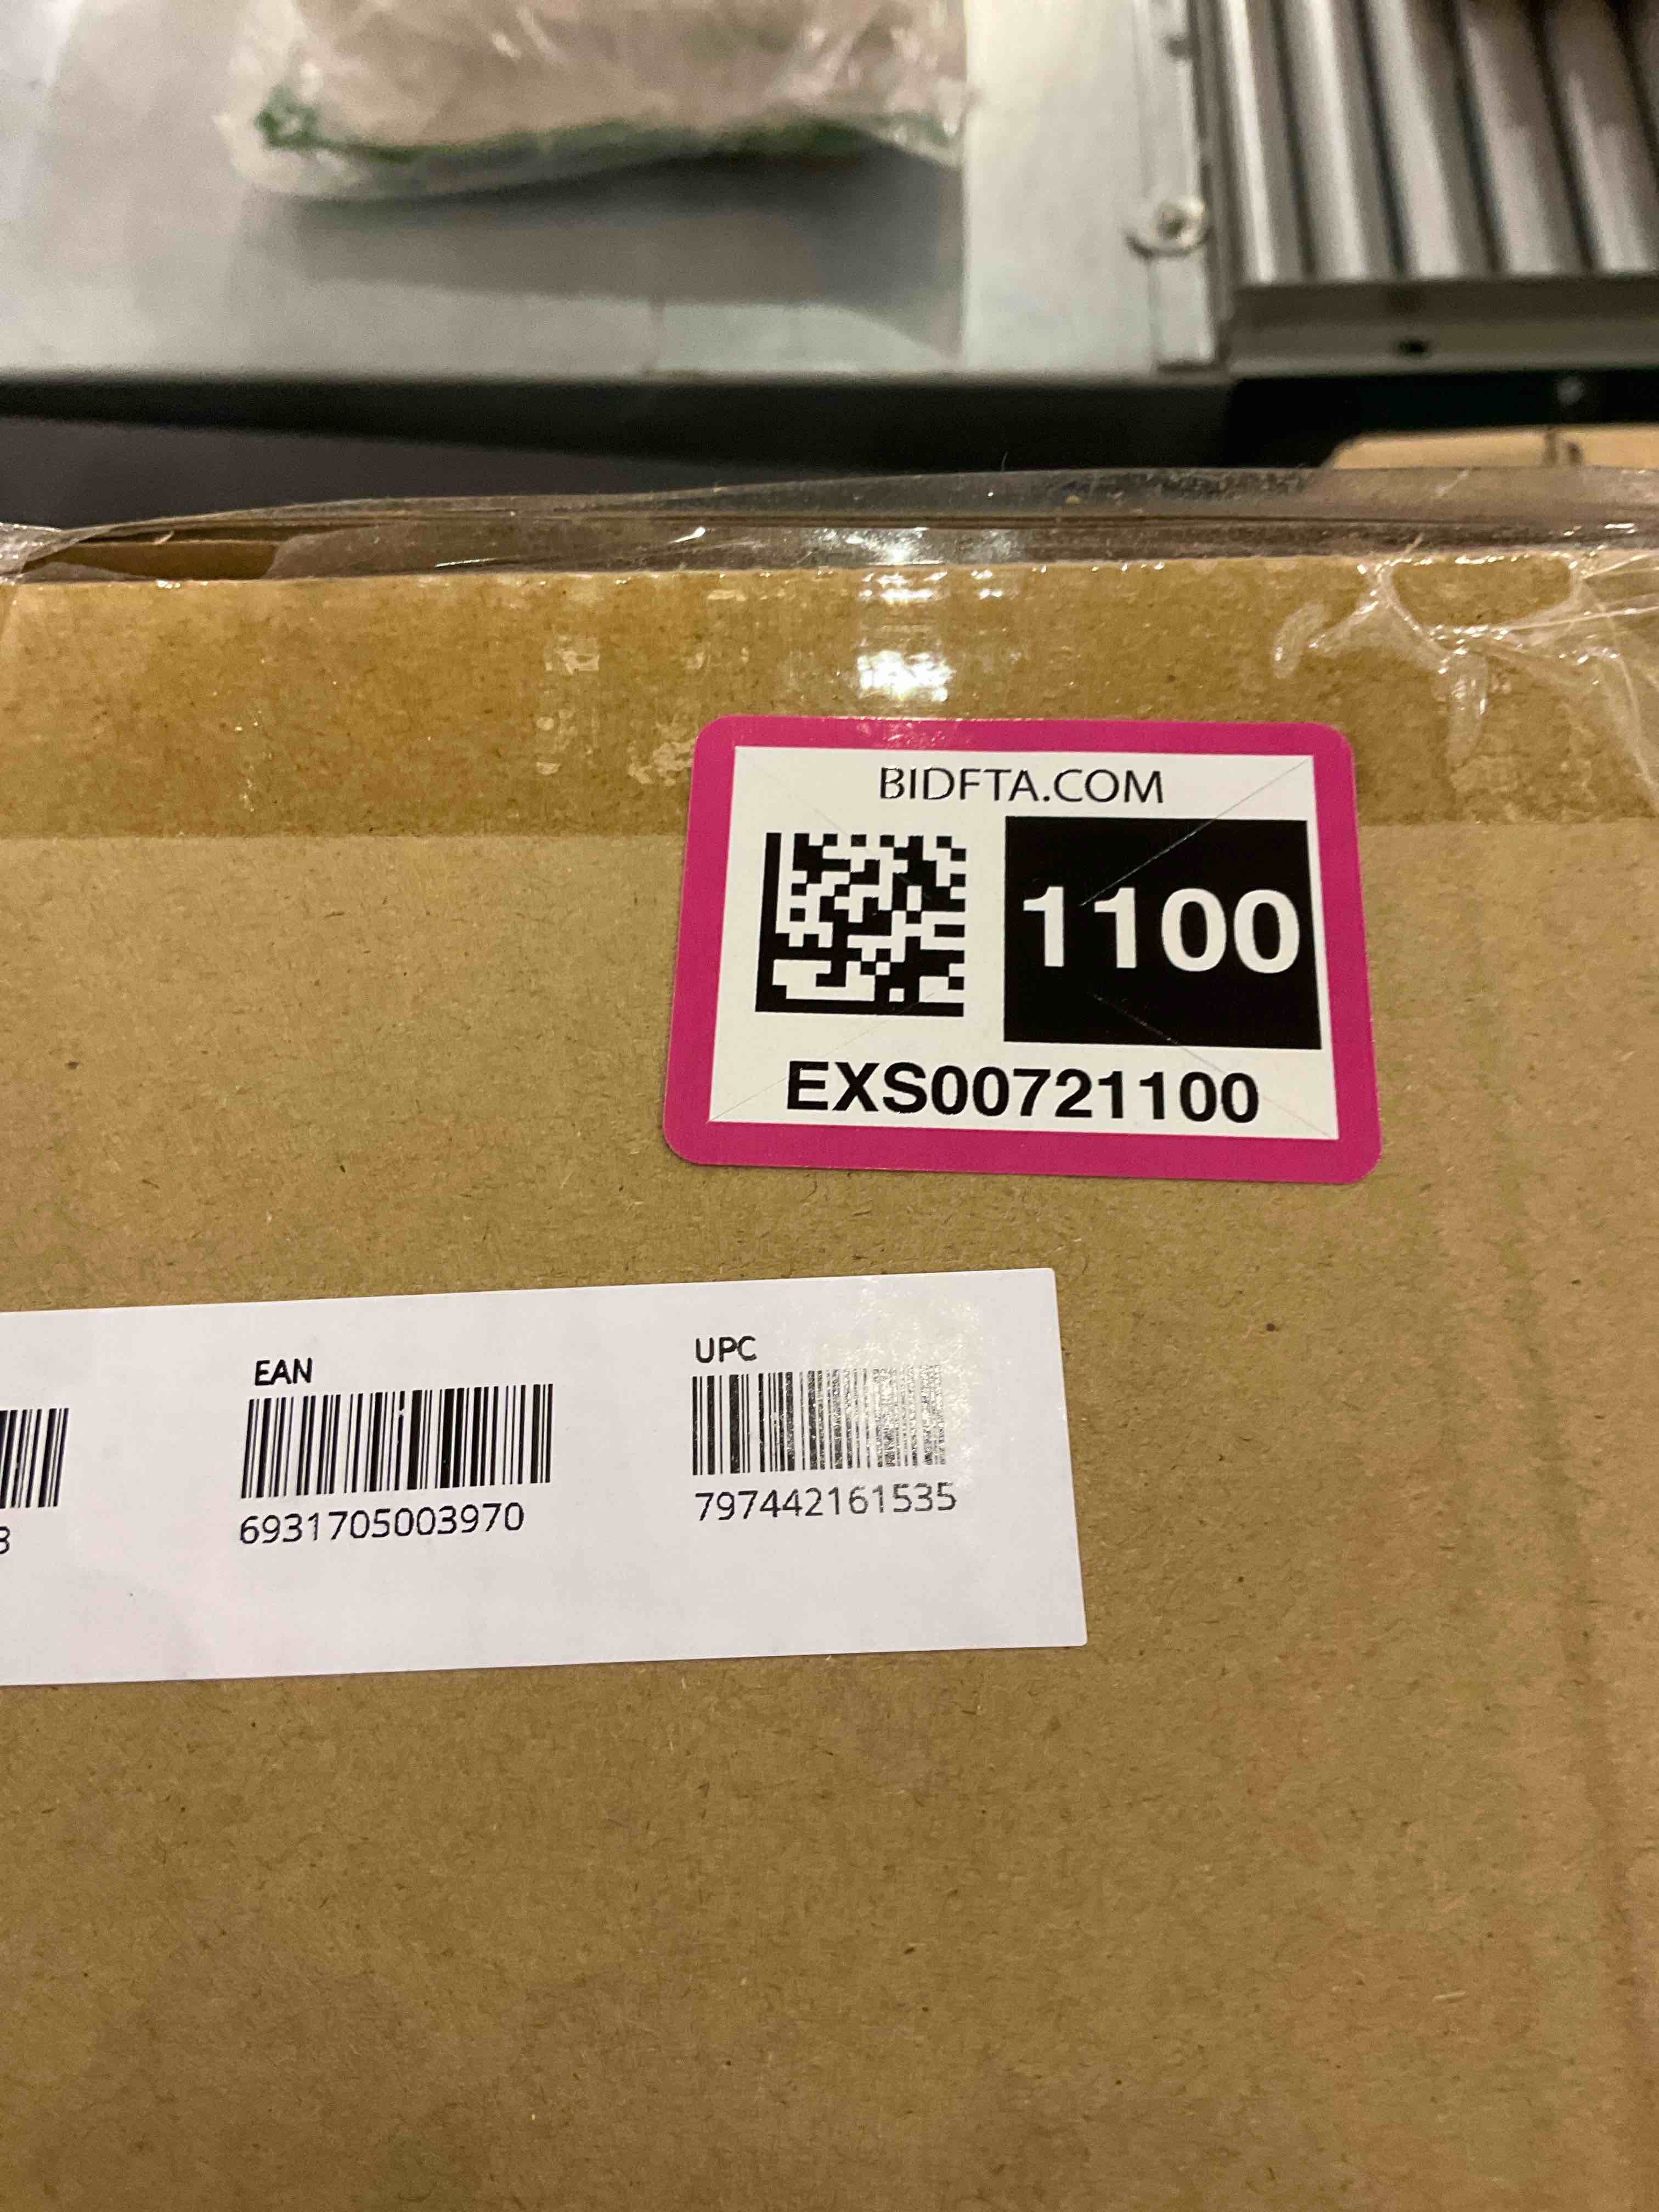 BIDFTA.COM
1100
EXS00721100
EAN
6931705003970
UPC
797442161535